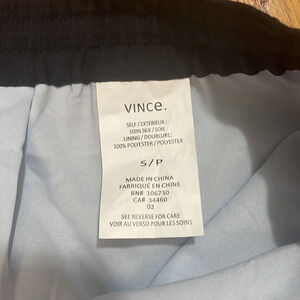 VINCE.
SELF / EXTERIEUR :
100% SILK / SOIE
LINING / DOUBLURE:
100% POLYESTER / POLYESTER
S / P
MADE IN CHINA
FABRIQUÉ EN CHINE
RN# 106730
CA# 34460
02
SEE REVERSE FOR CARE
VOIR AU VERSO POUR LES SOINS